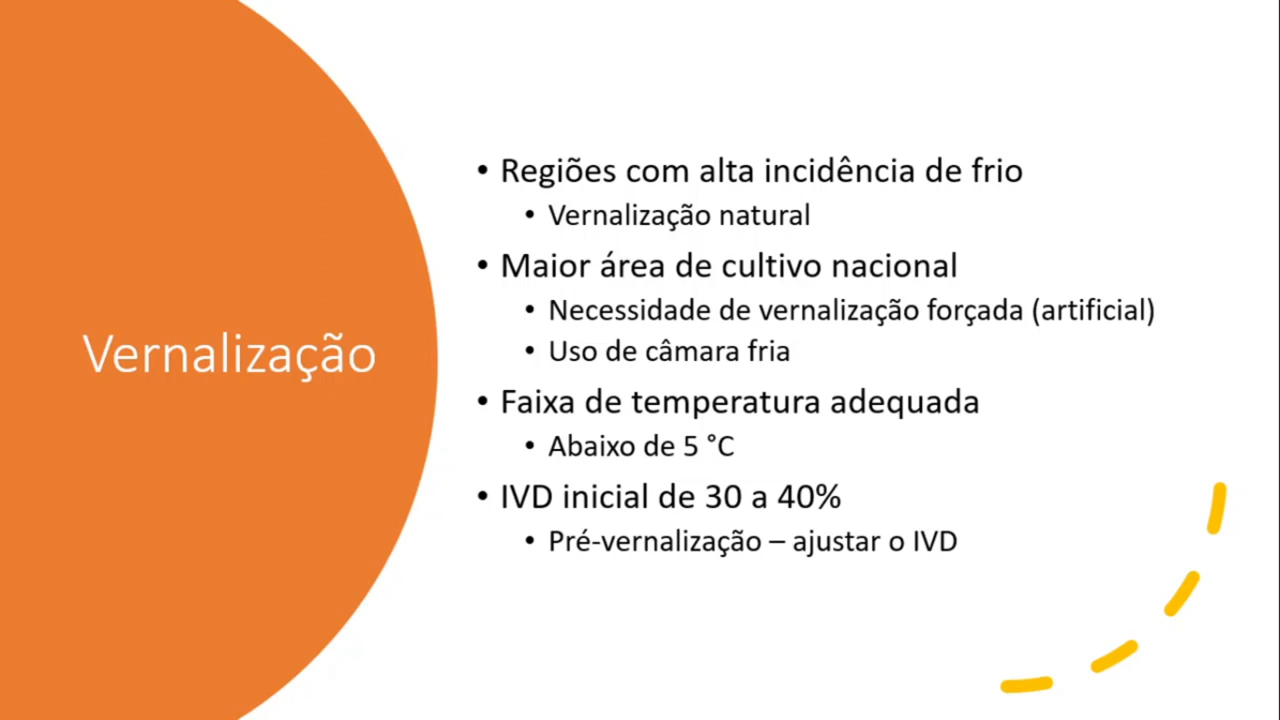 Vernalização
• Regiões com alta incidência de frio
• Vernalização natural
• Maior área de cultivo nacional
• Necessidade de vernalização forçada (artificial)
• Uso de câmara fria
• Faixa de temperatura adequada
• Abaixo de 5 °C
• IVD inicial de 30 a 40%
• Pré-vernalização – ajustar o IVD